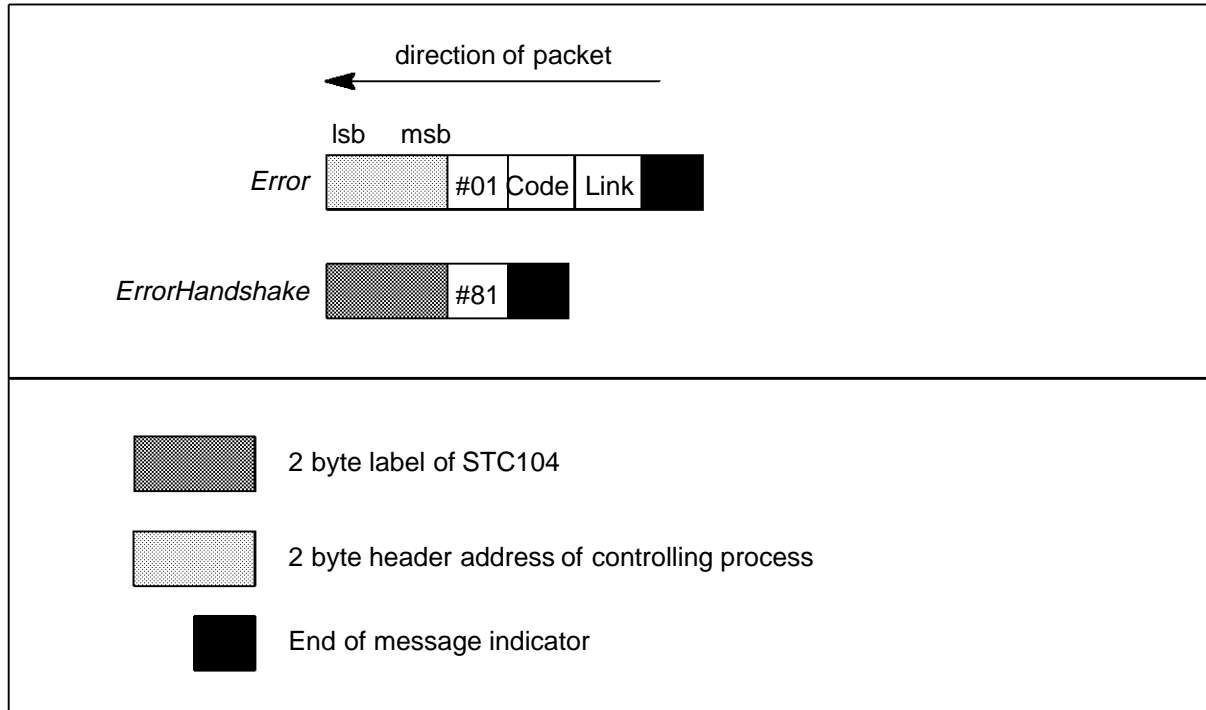 direction of packet
lsb msb
Error #01 Code Link
ErrorHandshake #81
2 byte label of STC104
2 byte header address of controlling process
End of message indicator